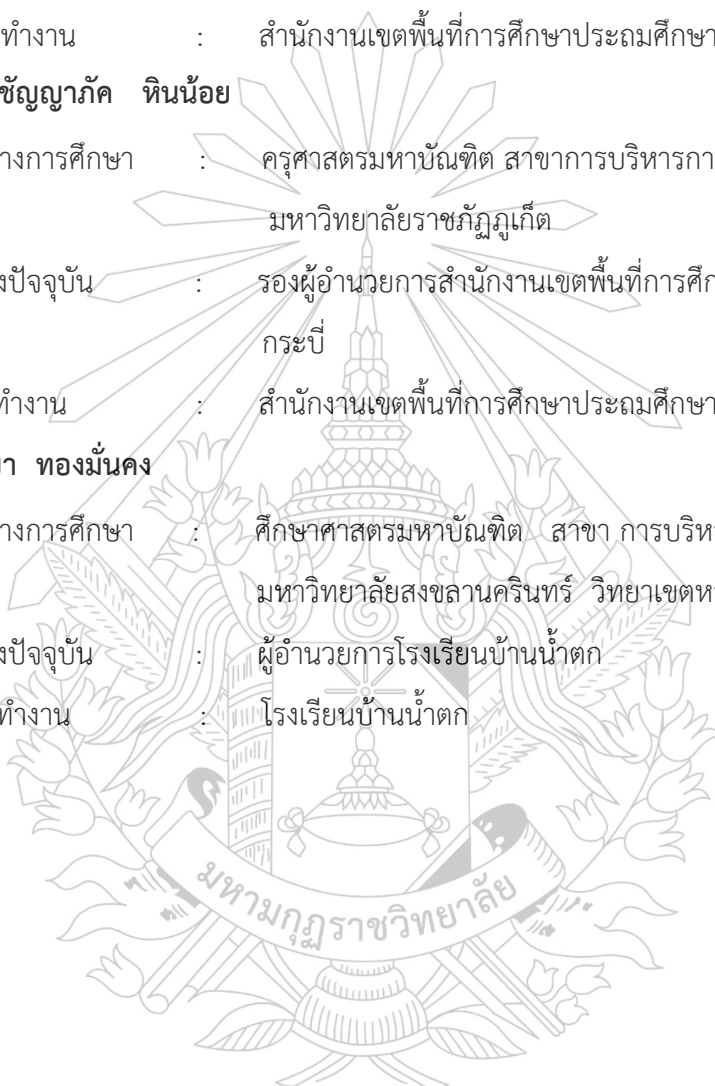 ทำงาน : สำนักงานเขตพื้นที่การศึกษาประถมศึกษา
ชัญญาภัค หินน้อย
างการศึกษา : ครุศาสตรมหาบัณฑิต สาขาการบริหารกา
มหาวิทยาลัยราชภัฏภูเก็ต
งปัจจุบัน : รองผู้อำนวยการสำนักงานเขตพื้นที่การศึก
กระบี่
ทำงาน : สำนักงานเขตพื้นที่การศึกษาประถมศึกษา
า ทองมั่นคง
างการศึกษา : ศึกษาศาสตรมหาบัณฑิต สาขา การบริห
มหาวิทยาลัยสงขลานครินทร์ วิทยาเขตห
งปัจจุบัน : ผู้อำนวยการโรงเรียนบ้านน้ำตก
ทำงาน : โรงเรียนบ้านน้ำตก
มหามกุฏราชวิทยาลัย